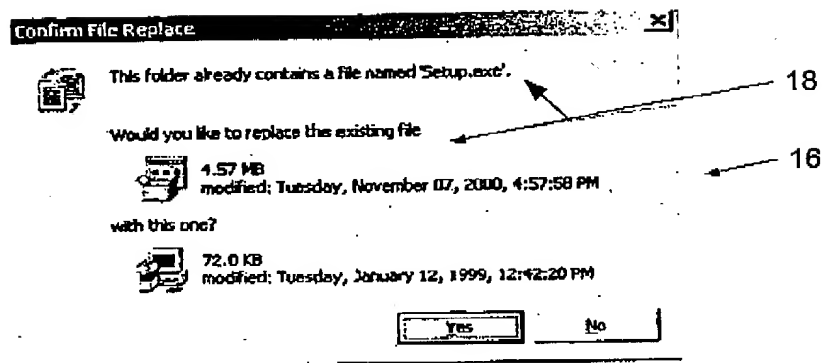 Confirm File Replace
This folder already contains a file named 'Setup.exe'.
18
Would you like to replace the existing file
4.57 MB
modified: Tuesday, November 07, 2000, 4:57:58 PM
16
with this one?
72.0 KB
modified: Tuesday, January 12, 1999, 12:42:20 PM
Yes
No